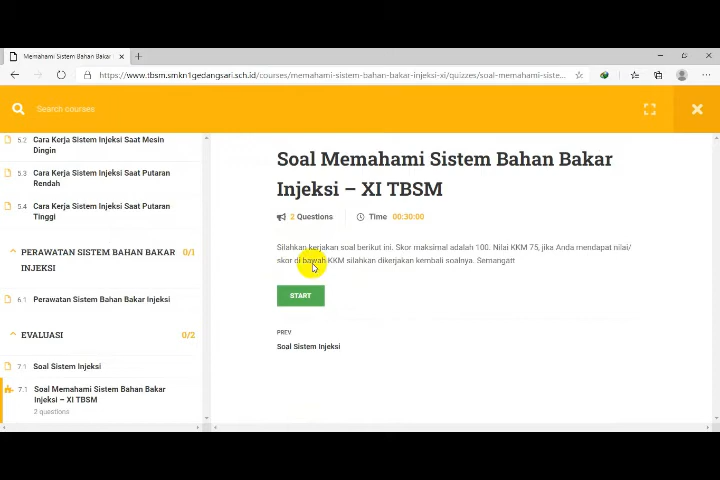 Memahami Sistem Bahan Bakar
https://www.tbsm.smkn1gedangsari.sch.id/courses/memahami-sistem-bahan-bakar-injeksi-xi/quizzes/soal-memahami-siste...
Search courses
5.2 Cara Kerja Sistem Injeksi Saat Mesin
Dingin
5.3 Cara Kerja Sistem Injeksi Saat Putaran
Rendah
5.4 Cara Kerja Sistem Injeksi Saat Putaran
Tinggi
PERAWATAN SISTEM BAHAN BAKAR 0/1
INJEKSI
6.1 Perawatan Sistem Bahan Bakar Injeksi
EVALUASI 0/2
7.1 Soal Sistem Injeksi
7.1 Soal Memahami Sistem Bahan Bakar
Injeksi – XI TBSM
2 questions
Soal Memahami Sistem Bahan Bakar
Injeksi – XI TBSM
2 Questions Time 00:30:00
Silahkan kerjakan soal berikut ini. Skor maksimal adalah 100. Nilai KKM 75, jika Anda mendapat nilai/
skor di bawah KKM silahkan dikerjakan kembali soalnya. Semangatt
START
PREV
Soal Sistem Injeksi